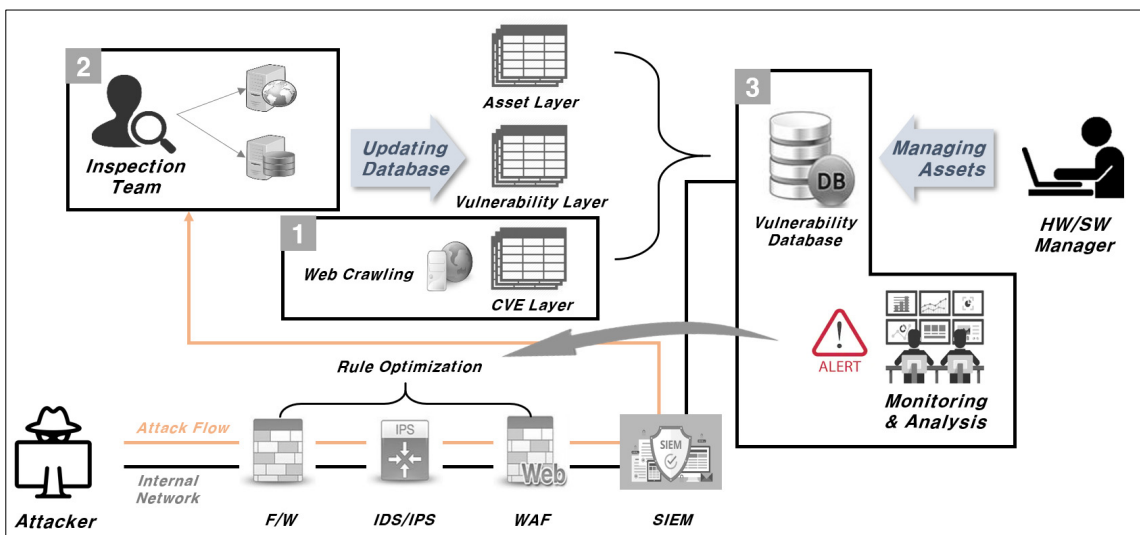 2
Inspection
Team
Updating
Database
Asset Layer
Vulnerability Layer
1
Web Crawling
CVE Layer
3
DB
Vulnerability
Database
Managing
Assets
HW/SW
Manager
ALERT
Monitoring
& Analysis
Rule Optimization
Attack Flow
Internal
Network
Attacker
IPS
Web
SIEM
F/W
IDS/IPS
WAF
SIEM